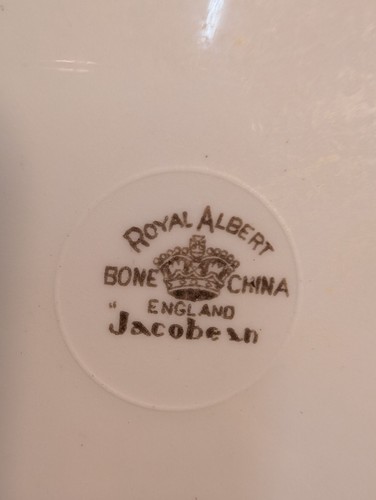 ROYAL ALBERT
BONE CHINA
ENGLAND
"Jacobean